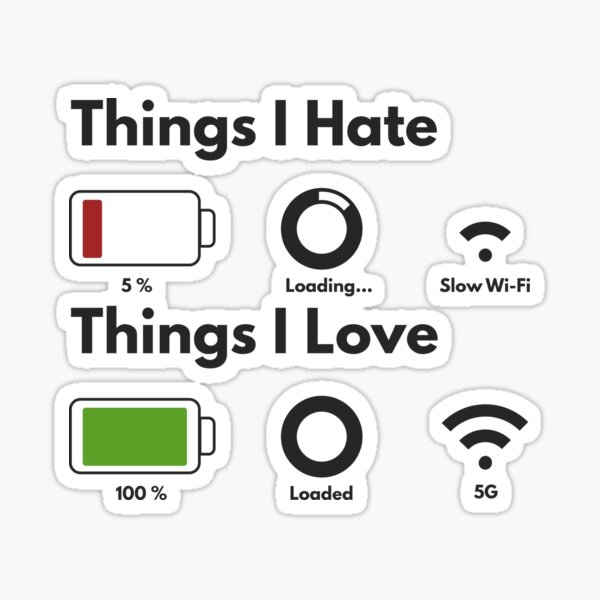 Things I Hate
5 %
Loading...
Slow Wi-Fi
Things I Love
100 %
Loaded
5G